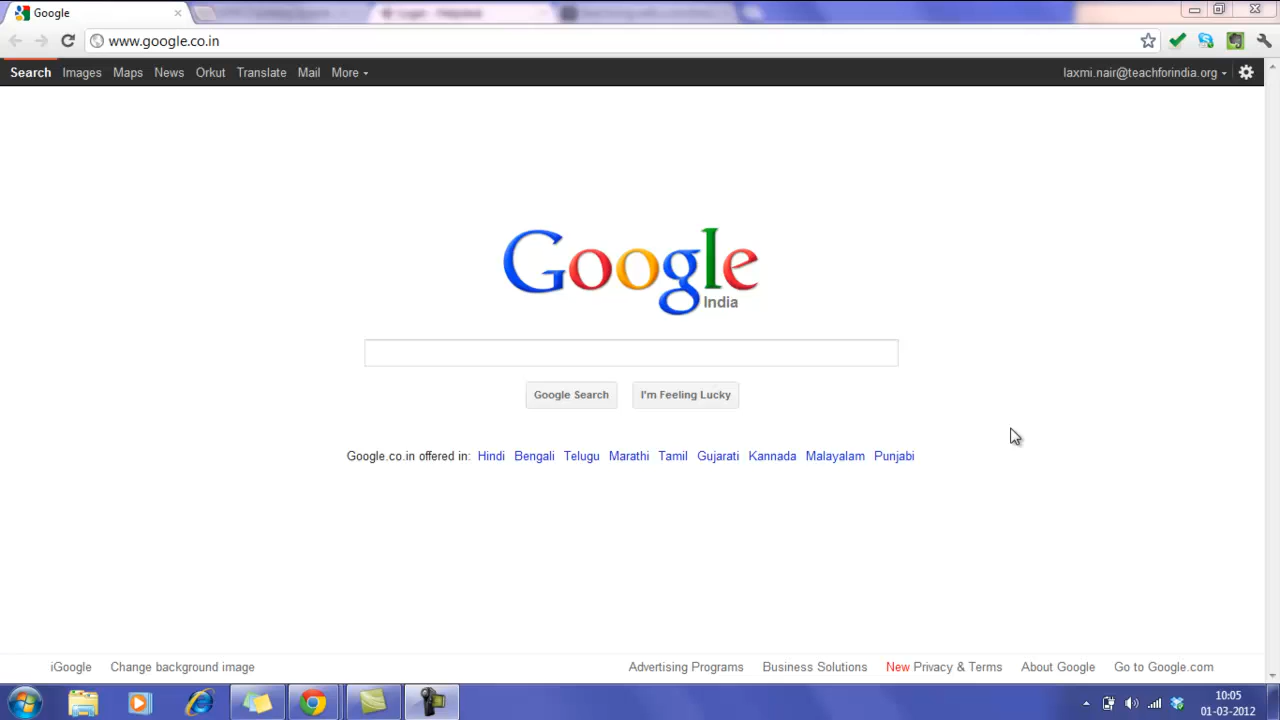 Google
www.google.co.in
Search Images Maps News Orkut Translate Mail More
laxmi.nair@teachforindia.org
Google
India
Google Search I'm Feeling Lucky
Google.co.in offered in: Hindi Bengali Telugu Marathi Tamil Gujarati Kannada Malayalam Punjabi
iGoogle Change background image Advertising Programs Business Solutions New Privacy & Terms About Google Go to Google.com
10:05
01-03-2012